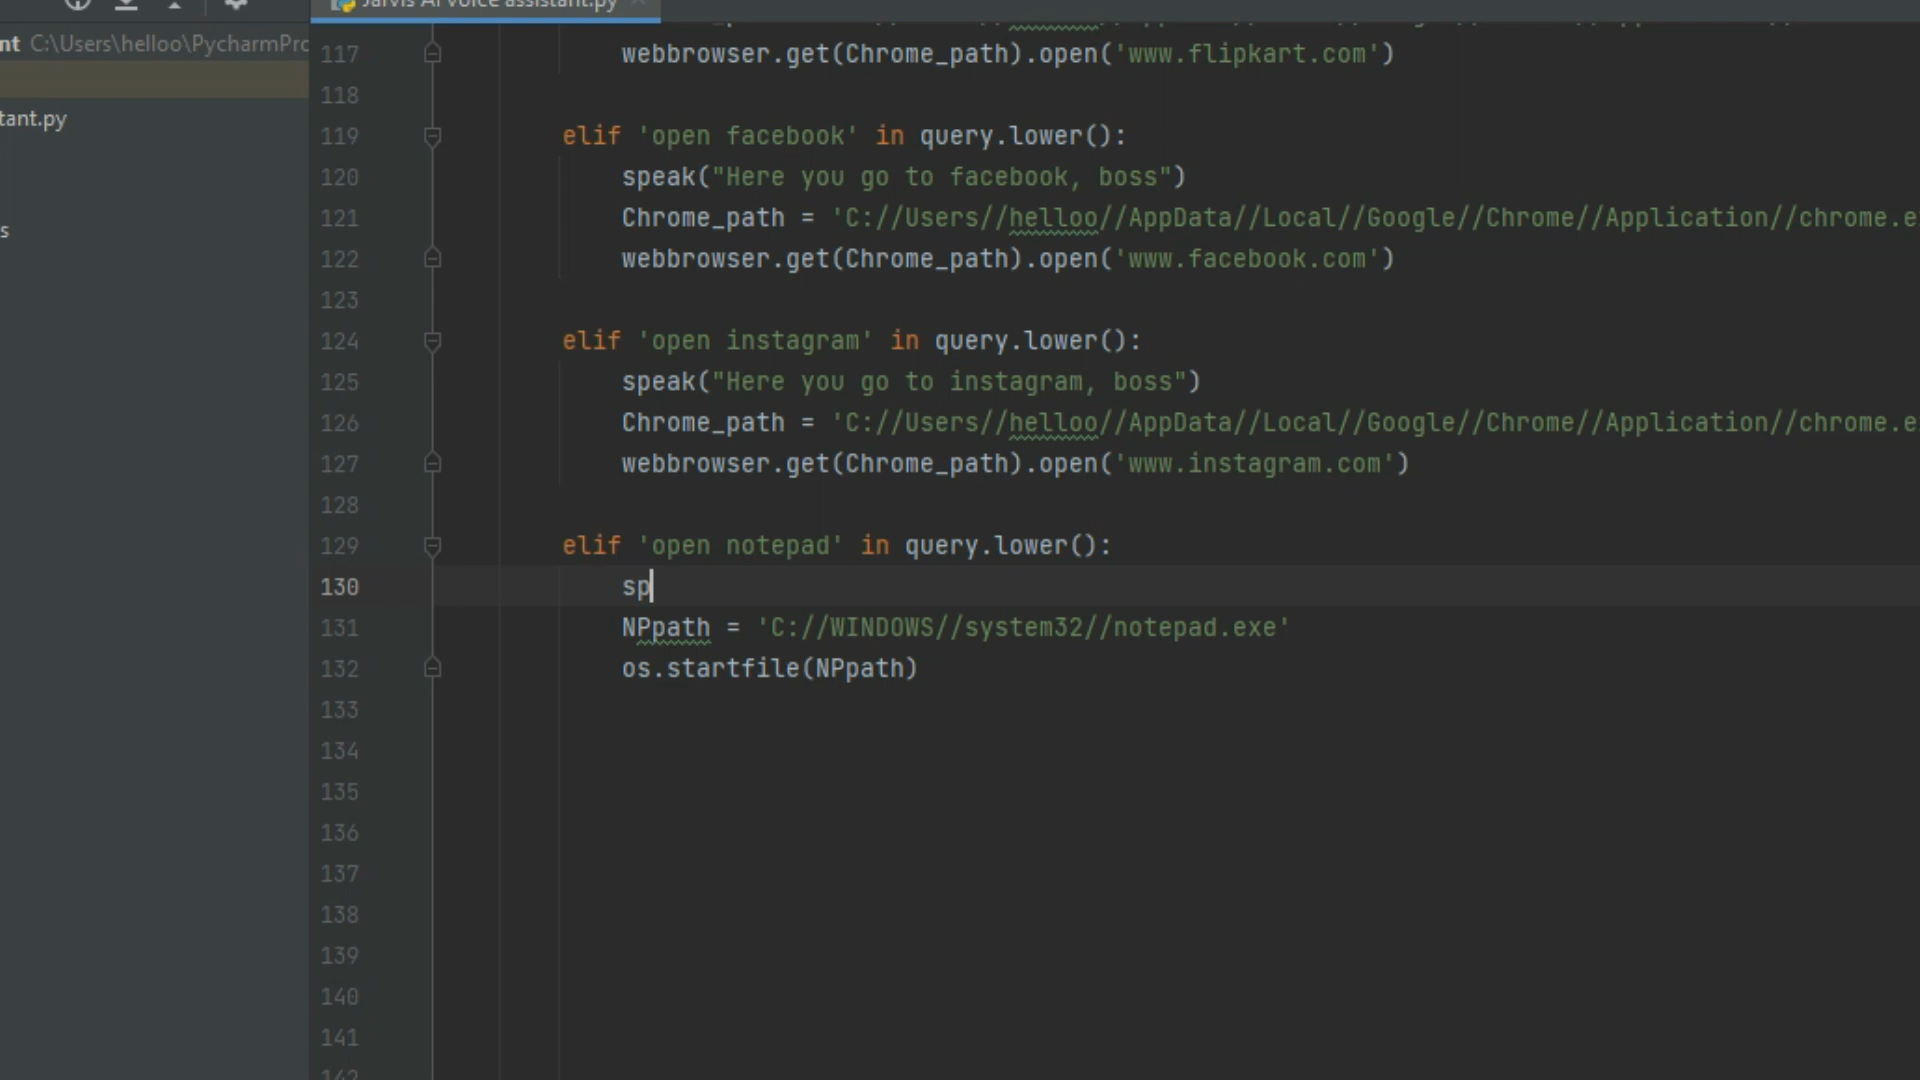 Jarvis AI voice assistant.py
nt C:\Users\helloo\PycharmPro
tant.py
s
117 webbrowser.get(Chrome_path).open('www.flipkart.com')
118
119 elif 'open facebook' in query.lower():
120 speak("Here you go to facebook, boss")
121 Chrome_path = 'C://Users//helloo//AppData//Local//Google//Chrome//Application//chrome.e
122 webbrowser.get(Chrome_path).open('www.facebook.com')
123
124 elif 'open instagram' in query.lower():
125 speak("Here you go to instagram, boss")
126 Chrome_path = 'C://Users//helloo//AppData//Local//Google//Chrome//Application//chrome.e
127 webbrowser.get(Chrome_path).open('www.instagram.com')
128
129 elif 'open notepad' in query.lower():
130 sp
131 NPpath = 'C://WINDOWS//system32//notepad.exe'
132 os.startfile(NPpath)
133
134
135
136
137
138
139
140
141
142